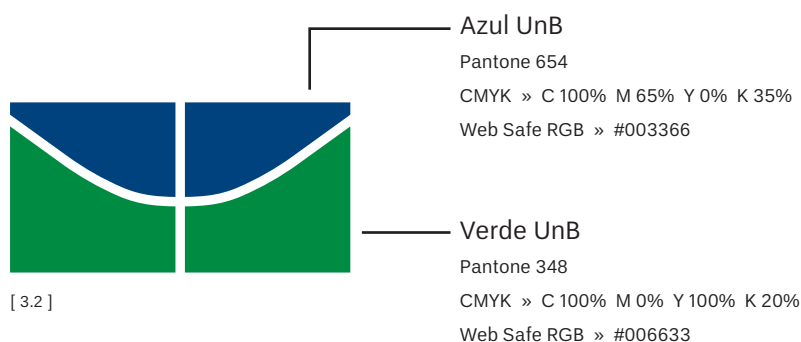 Azul UnB
Pantone 654
CMYK » C 100% M 65% Y 0% K 35%
Web Safe RGB » #003366
Verde UnB
Pantone 348
CMYK » C 100% M 0% Y 100% K 20%
Web Safe RGB » #006633
[ 3.2 ]